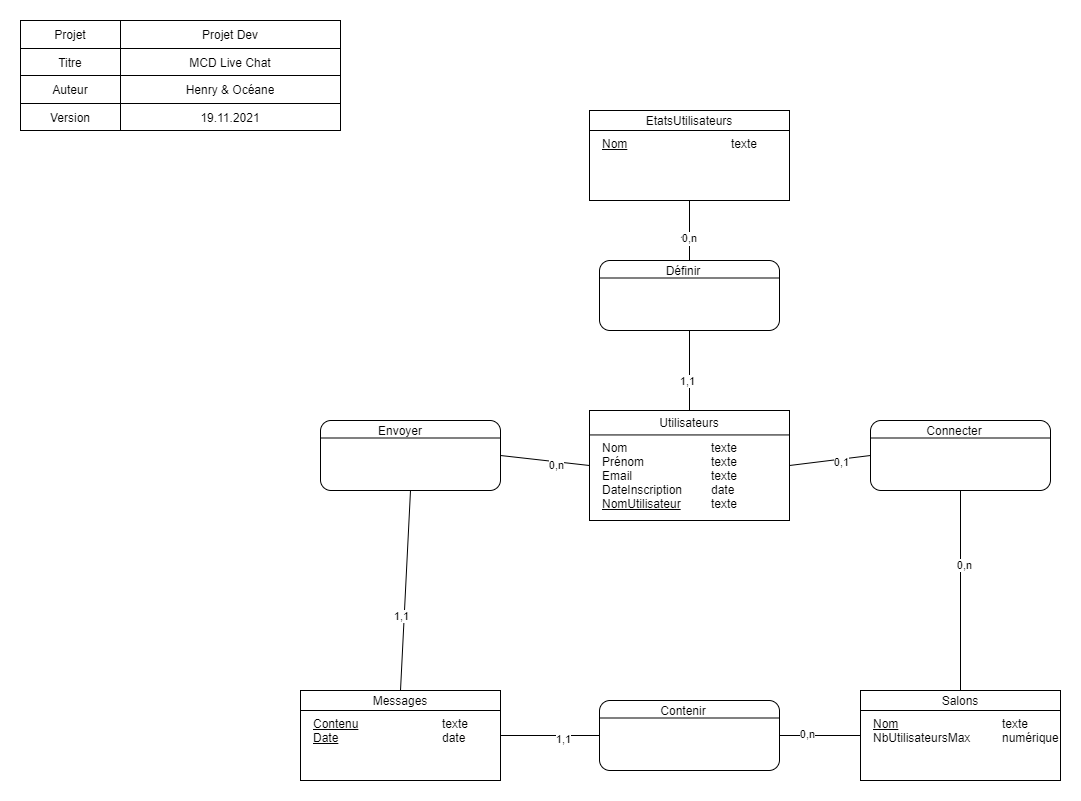 Projet Projet Dev
Titre MCD Live Chat
Auteur Henry & Océane
Version 19.11.2021
EtatsUtilisateurs
Nom texte
0,n
Définir
1,1
Utilisateurs
Nom texte
Prénom texte
Email texte
DateInscription date
NomUtilisateur texte
Envoyer
0,n
Connecter
0,1
0,n
1,1
Messages
Contenu texte
Date date
1,1
Contenir
0,n
Salons
Nom texte
NbUtilisateursMax numérique